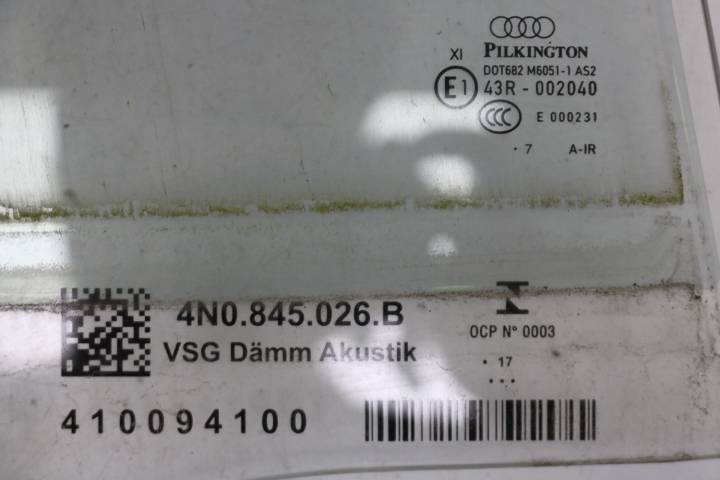 XI
PILKINGTON
DOT682 M6051-1 AS2
E1 43R - 002040
CCC E 000231
. 7 A-IR
4N0.845.026.B
VSG Dämm Akustik
OCP N° 0003
. 17
...
410094100